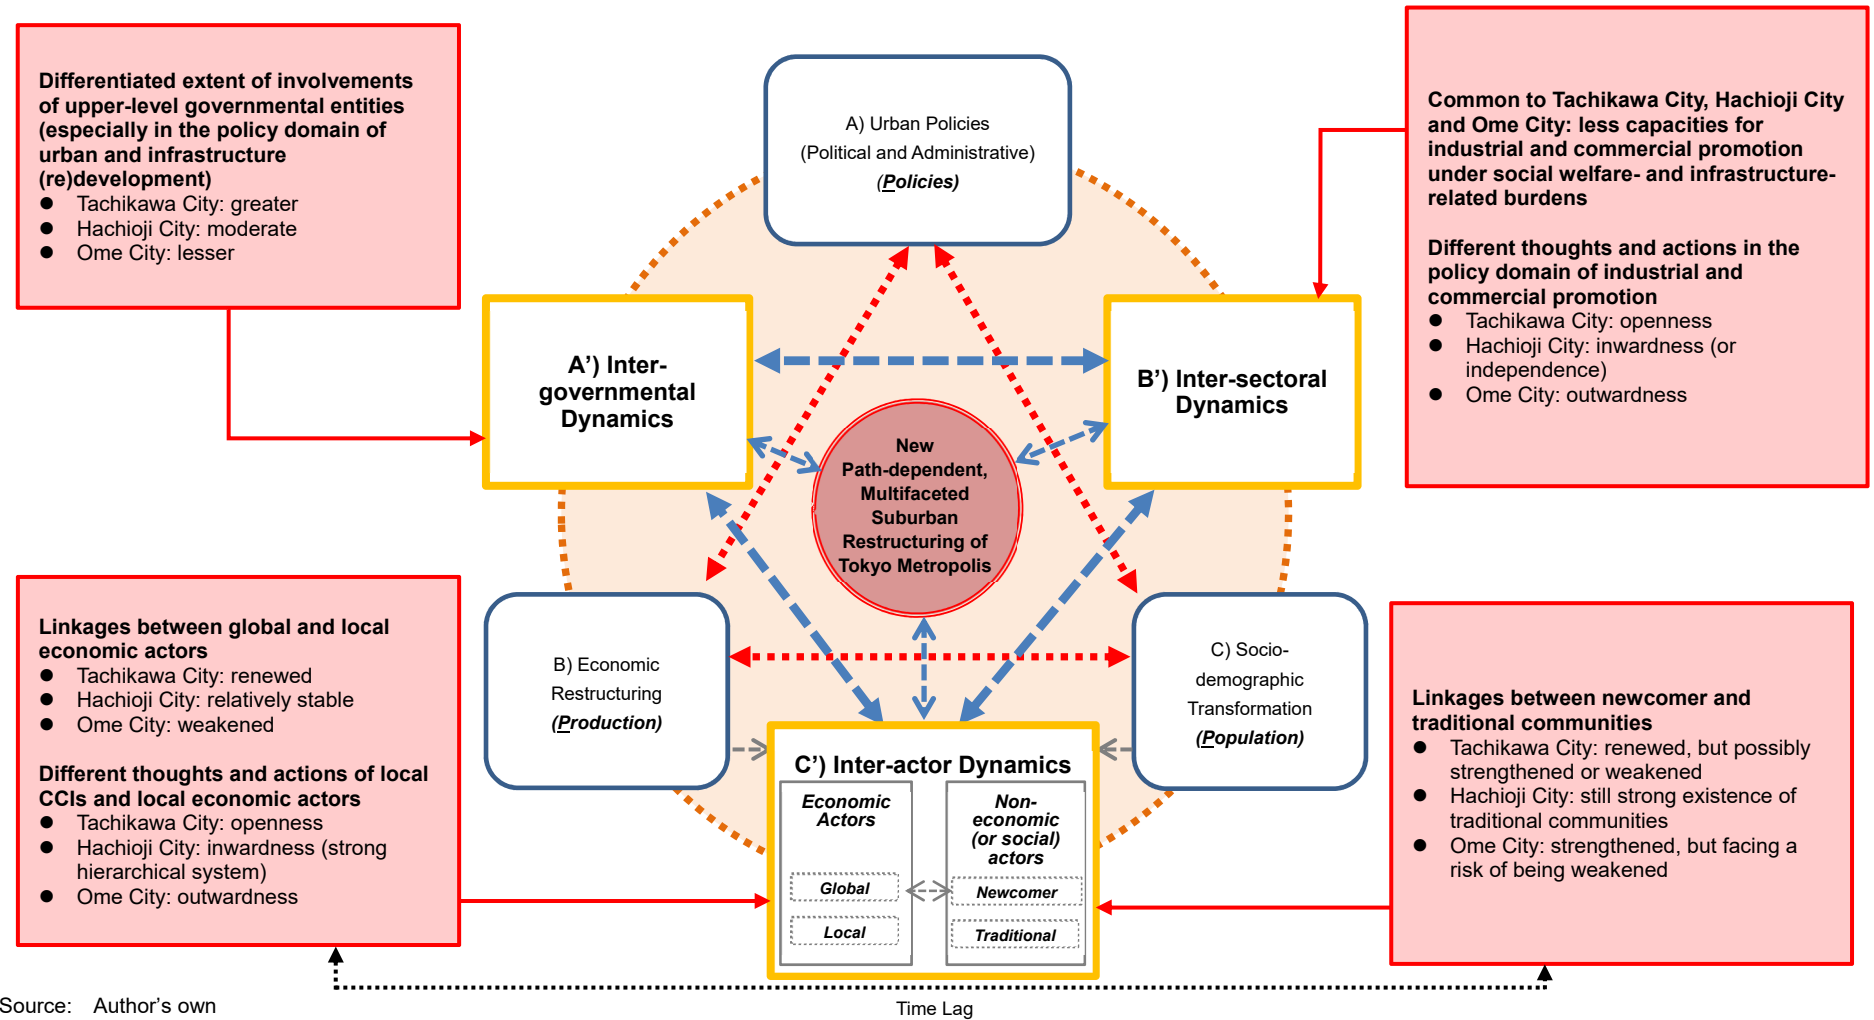 Differentiated extent of involvements
of upper-level governmental entities
(especially in the policy domain of
urban and infrastructure
(re)development)
● Tachikawa City: greater
● Hachioji City: moderate
● Ome City: lesser
A) Urban Policies
(Political and Administrative)
(Policies)
Common to Tachikawa City, Hachioji City
and Ome City: less capacities for
industrial and commercial promotion
under social welfare- and infrastructure-
related burdens
Different thoughts and actions in the
policy domain of industrial and
commercial promotion
● Tachikawa City: openness
● Hachioji City: inwardness (or
independence)
● Ome City: outwardness
A’) Inter-
governmental
Dynamics
B’) Inter-sectoral
Dynamics
New
Path-dependent,
Multifaceted
Suburban
Restructuring of
Tokyo Metropolis
Linkages between global and local
economic actors
● Tachikawa City: renewed
● Hachioji City: relatively stable
● Ome City: weakened
Different thoughts and actions of local
CCIs and local economic actors
● Tachikawa City: openness
● Hachioji City: inwardness (strong
hierarchical system)
● Ome City: outwardness
B) Economic
Restructuring
(Production)
C) Socio-
demographic
Transformation
(Population)
C’) Inter-actor Dynamics
Economic
Actors
Global
Local
Non-
economic
(or social)
actors
Newcomer
Traditional
Linkages between newcomer and
traditional communities
● Tachikawa City: renewed, but possibly
strengthened or weakened
● Hachioji City: still strong existence of
traditional communities
● Ome City: strengthened, but facing a
risk of being weakened
Source: Author’s own
Time Lag